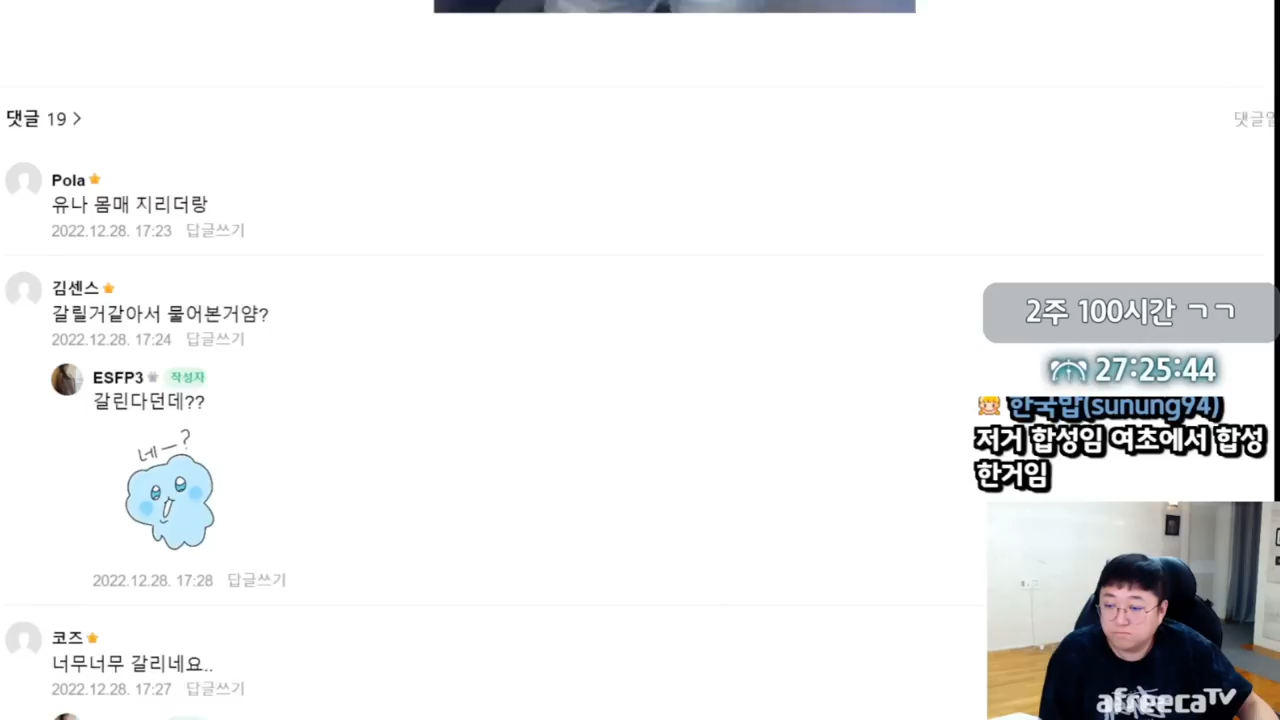 댓글 19 >
댓글알
Pola
유나 몸매 지리더랑
2022.12.28. 17:23 답글쓰기
김센스
갈릴거같아서 물어본거얌?
2022.12.28. 17:24 답글쓰기
ESFP3 작성자
갈린다던데??
네—?
2022.12.28. 17:28 답글쓰기
코즈
너무너무 갈리네요..
2022.12.27. 17:27 답글쓰기
2주 100시간 ㄱㄱ
27:25:44
한국밥(sunung94)
저거 합성임 여초에서 합성
한거임
afreecaTV